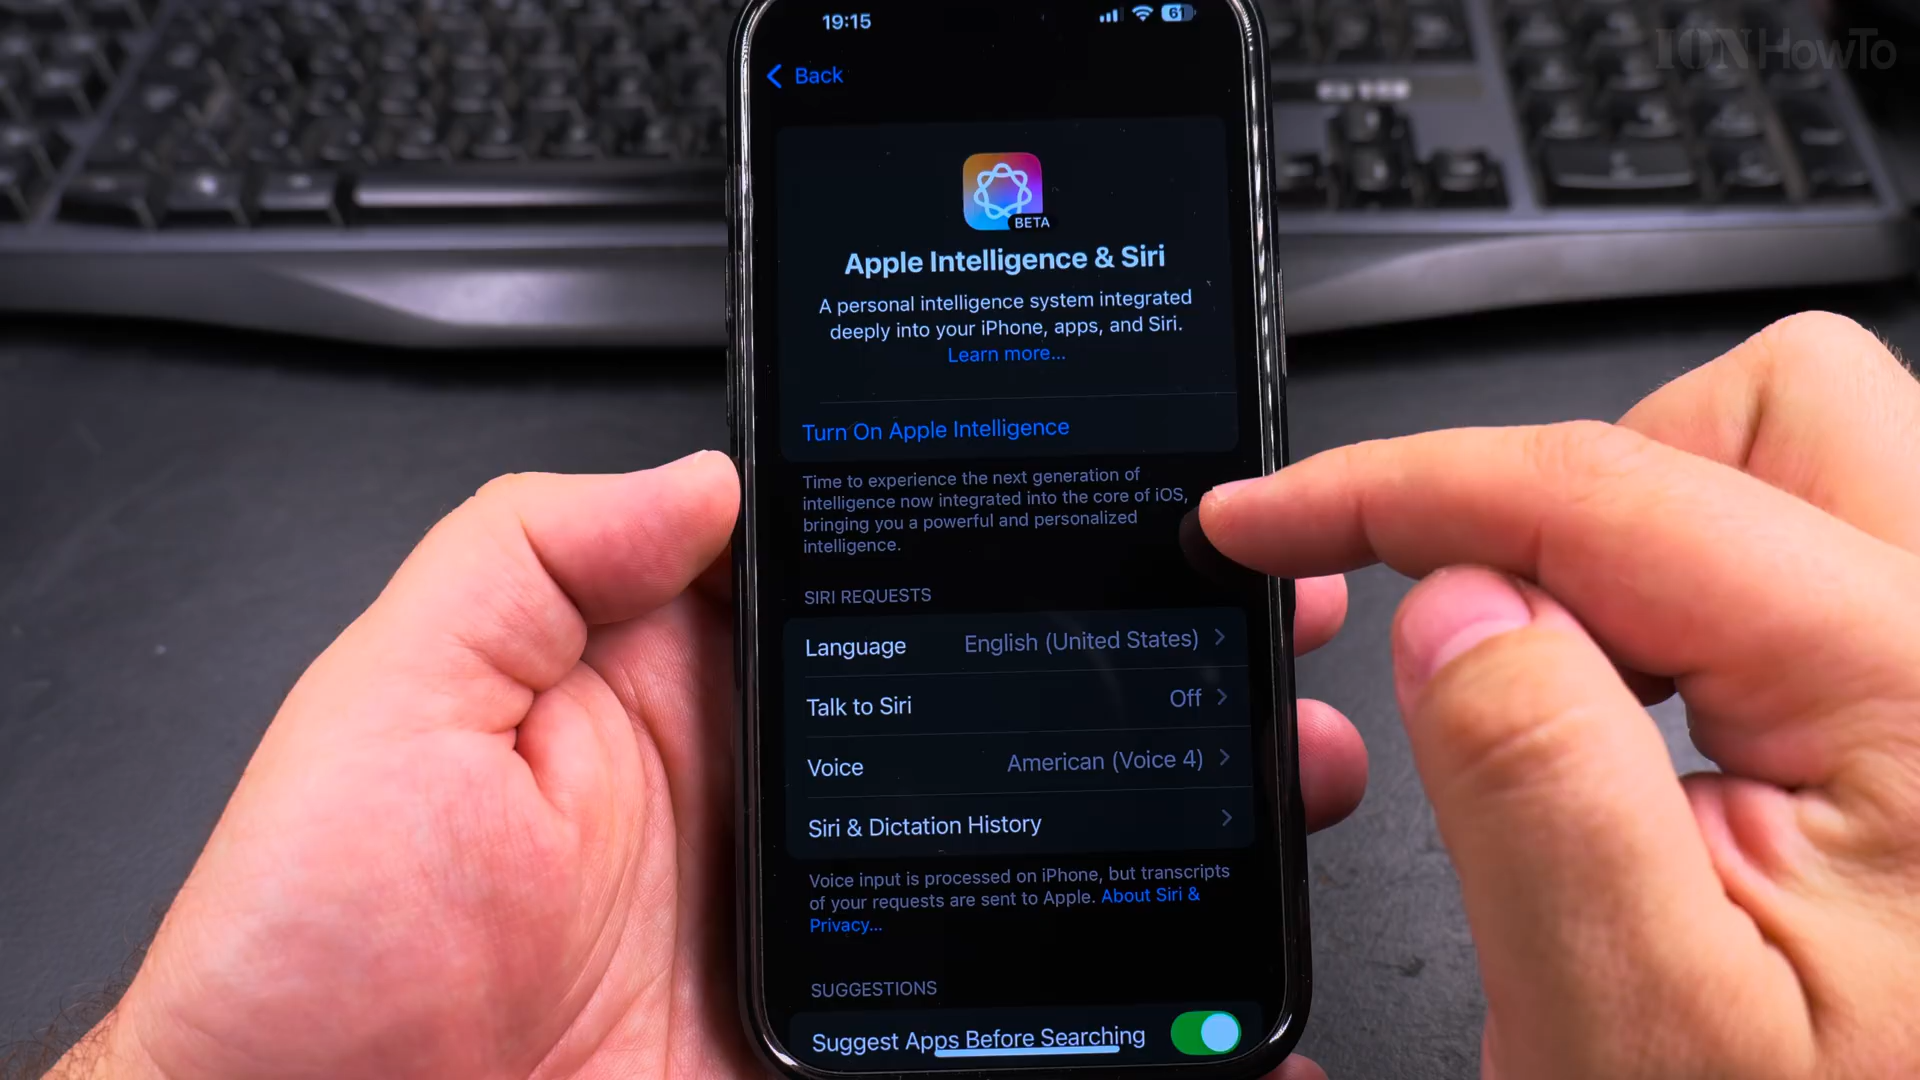 19:15
61
ION HowTo
Back
BETA
Apple Intelligence & Siri
A personal intelligence system integrated
deeply into your iPhone, apps, and Siri.
Learn more...
Turn On Apple Intelligence
Time to experience the next generation of
intelligence now integrated into the core of iOS,
bringing you a powerful and personalized
intelligence.
SIRI REQUESTS
Language English (United States)
Talk to Siri Off
Voice American (Voice 4)
Siri & Dictation History
Voice input is processed on iPhone, but transcripts
of your requests are sent to Apple. About Siri &
Privacy...
SUGGESTIONS
Suggest Apps Before Searching